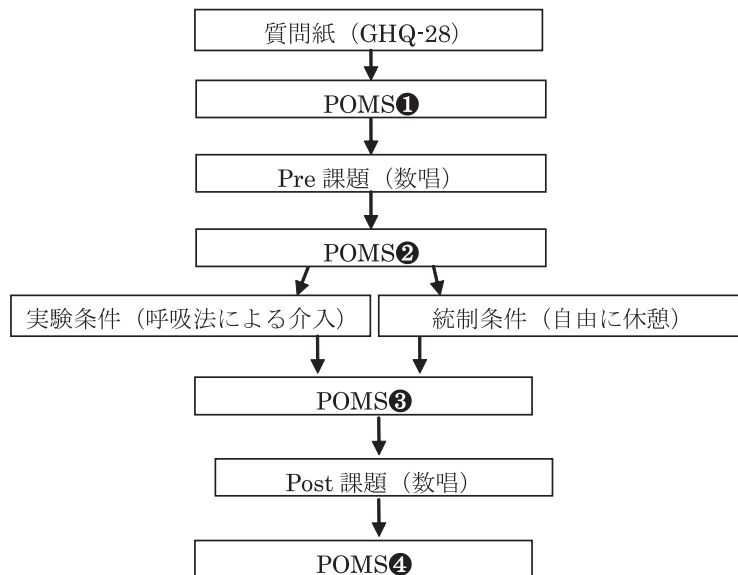 質問紙（GHQ-28）
POMS❶
Pre 課題（数唱）
POMS❷
実験条件（呼吸法による介入）
統制条件（自由に休憩）
POMS❸
Post 課題（数唱）
POMS❹